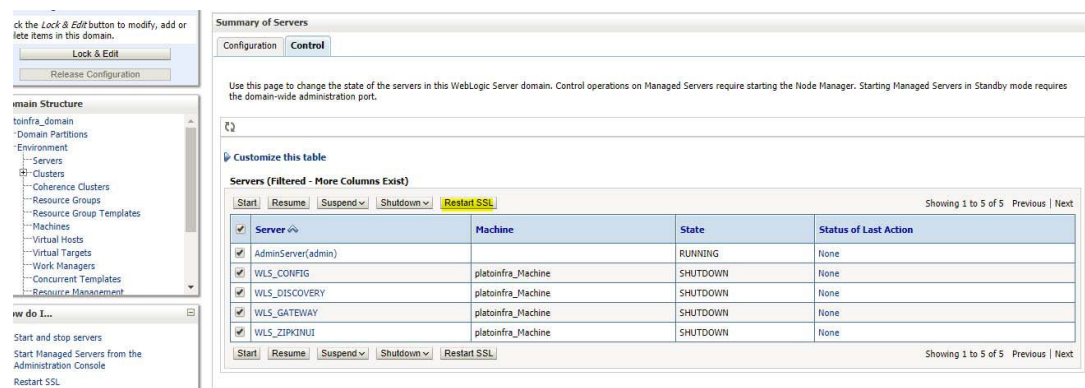 ck the Lock & Edit button to modify, add or
lete items in this domain.
Lock & Edit
Release Configuration
main Structure
toinfra_domain
Domain Partitions
Environment
Servers
Clusters
Coherence Clusters
Resource Groups
Resource Group Templates
Machines
Virtual Hosts
Virtual Targets
Work Managers
Concurrent Templates
Resource Management
ow do I...
Start and stop servers
Start Managed Servers from the
Administration Console
Restart SSL
Summary of Servers
Configuration Control
Use this page to change the state of the servers in this WebLogic Server domain. Control operations on Managed Servers require starting the Node Manager. Starting Managed Servers in Standby mode requires
the domain-wide administration port.
Customize this table
Servers (Filtered - More Columns Exist)
Start Resume Suspend Shutdown Restart SSL Showing 1 to 5 of 5 Previous | Next
Server Machine State Status of Last Action
AdminServer(admin) RUNNING None
WLS_CONFIG platoinfra_Machine SHUTDOWN None
WLS_DISCOVERY platoinfra_Machine SHUTDOWN None
WLS_GATEWAY platoinfra_Machine SHUTDOWN None
WLS_ZIPKINUI platoinfra_Machine SHUTDOWN None
Start Resume Suspend Shutdown Restart SSL Showing 1 to 5 of 5 Previous | Next